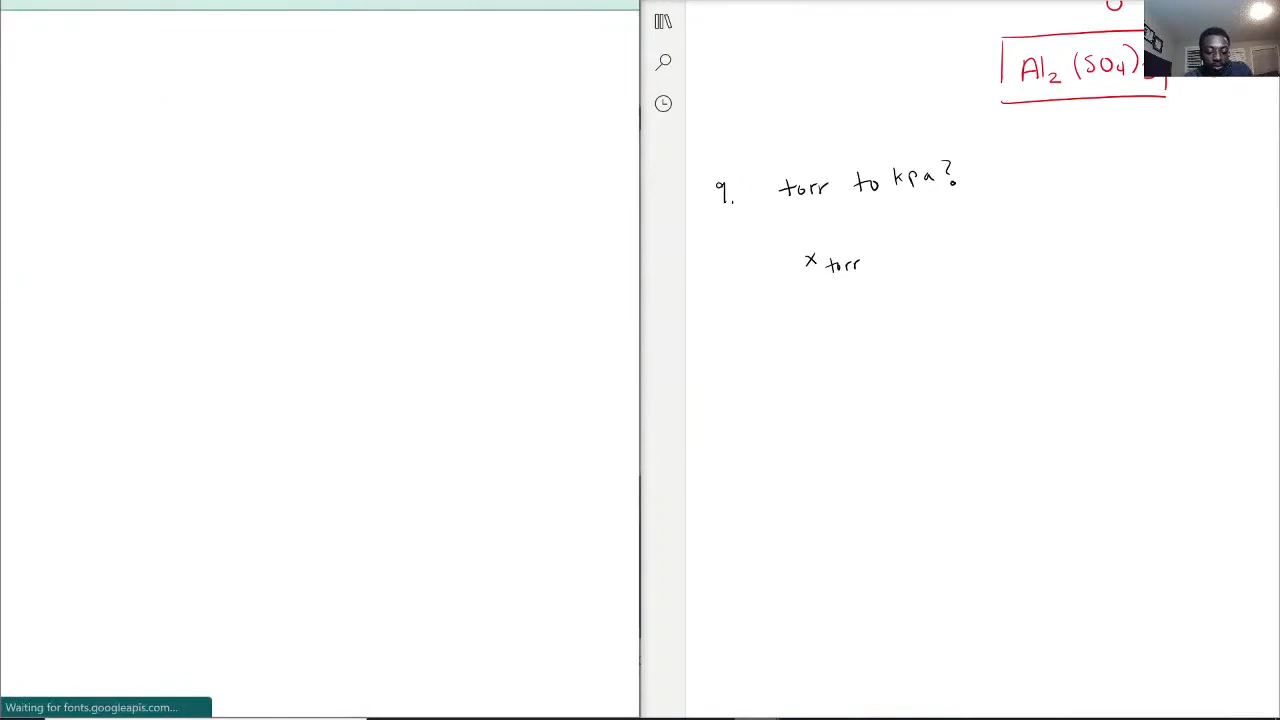 Al2(SO4)
9. torr to kpa?
x torr
Waiting for fonts.googleapis.com...